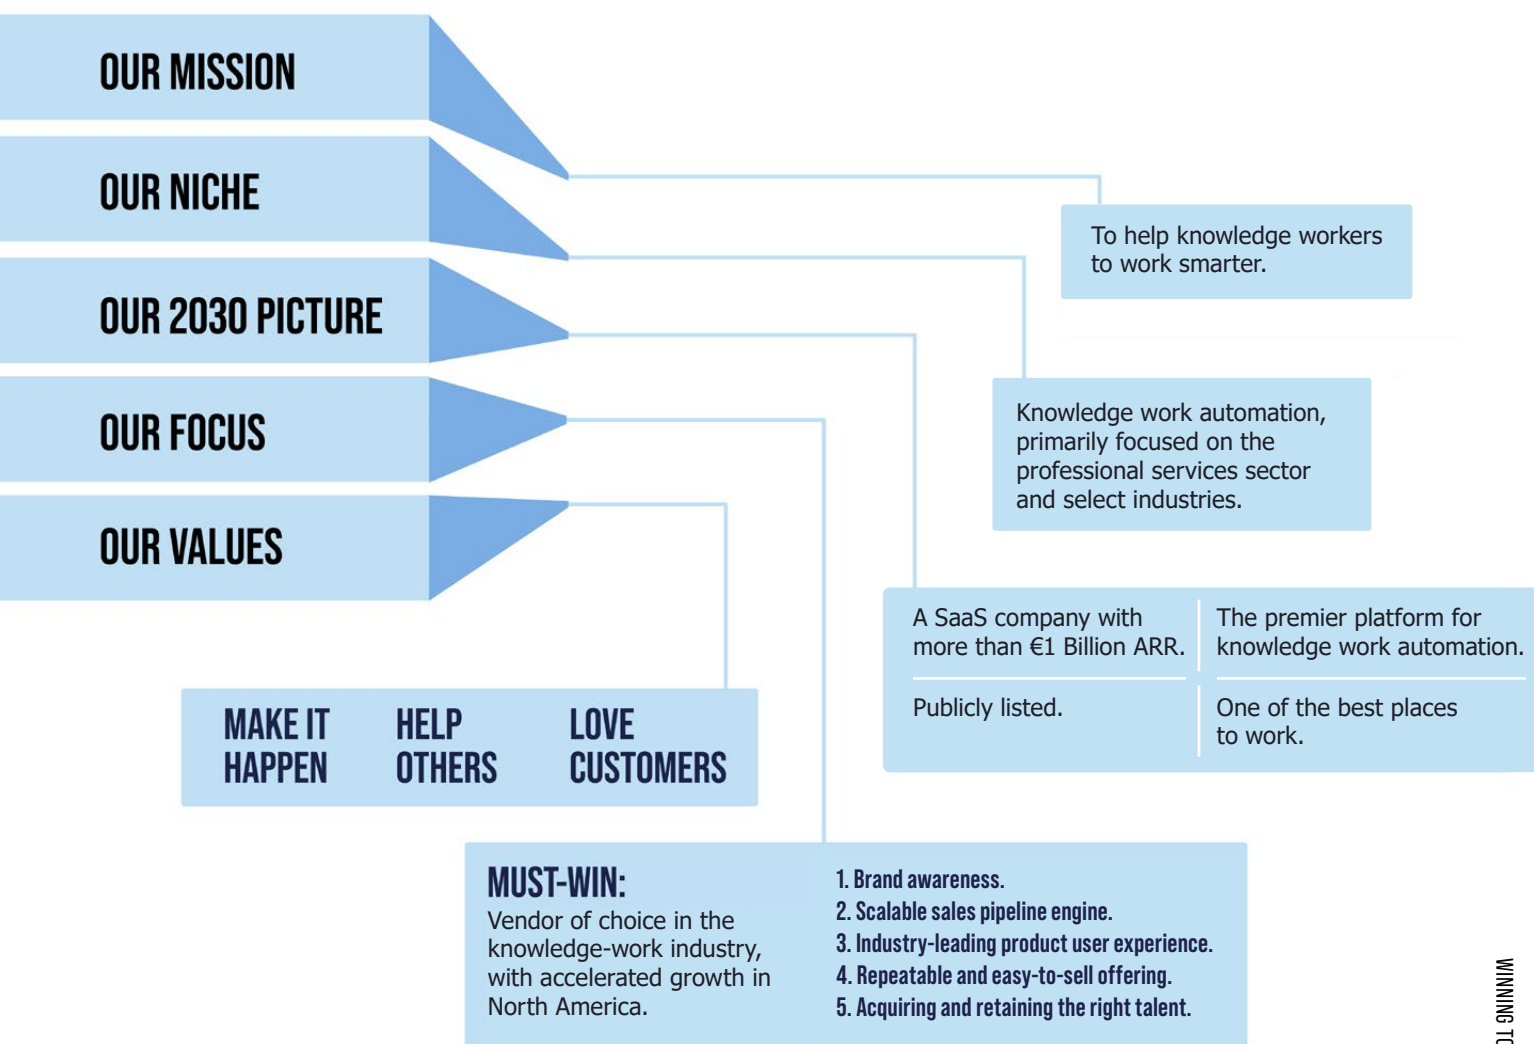 OUR MISSION
OUR NICHE
OUR 2030 PICTURE
OUR FOCUS
OUR VALUES
To help knowledge workers
to work smarter.
Knowledge work automation,
primarily focused on the
professional services sector
and select industries.
A SaaS company with
more than €1 Billion ARR.
The premier platform for
knowledge work automation.
Publicly listed.
One of the best places
to work.
MAKE IT
HAPPEN
HELP
OTHERS
LOVE
CUSTOMERS
MUST-WIN:
Vendor of choice in the
knowledge-work industry,
with accelerated growth in
North America.
1. Brand awareness.
2. Scalable sales pipeline engine.
3. Industry-leading product user experience.
4. Repeatable and easy-to-sell offering.
5. Acquiring and retaining the right talent.
WINNING